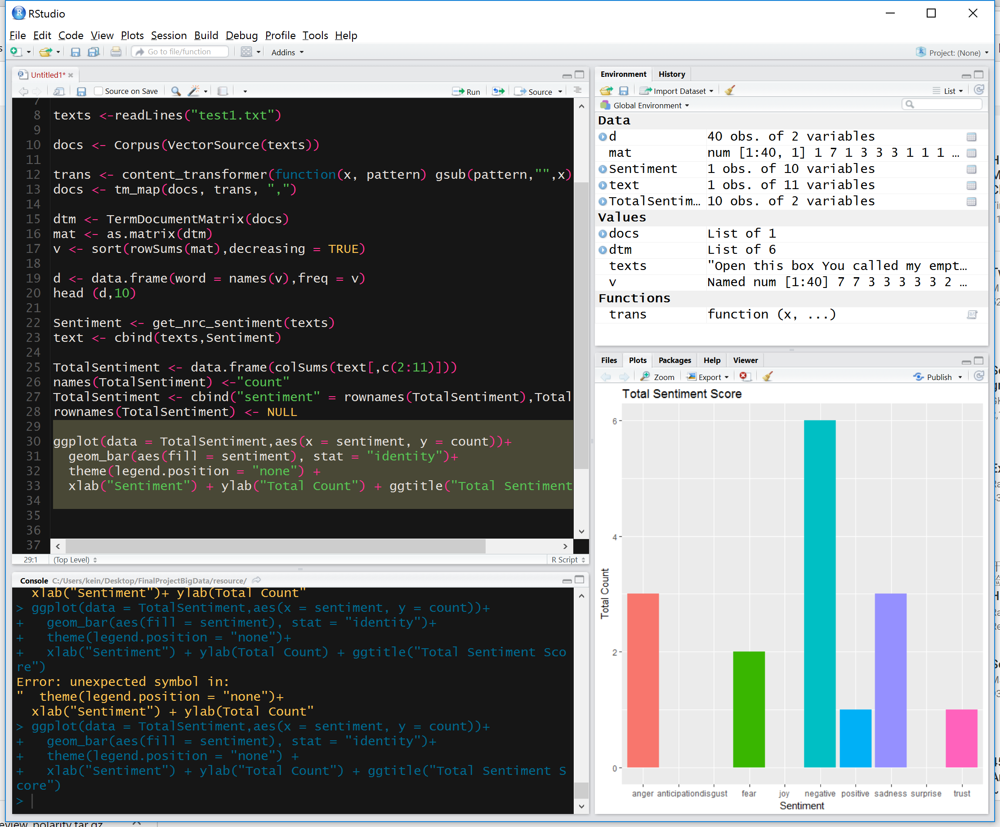 RStudio
File Edit Code View Plots Session Build Debug Profile Tools Help
Go to file/function
Addins
Project: (None)
Untitled1*
Source on Save
Run
Source
7
8 texts <-readLines("test1.txt")
9
10 docs <- Corpus(VectorSource(texts))
11
12 trans <- content_transformer(function(x, pattern) gsub(pattern,"",x)
13 docs <- tm_map(docs, trans, ",")
14
15 dtm <- TermDocumentMatrix(docs)
16 mat <- as.matrix(dtm)
17 v <- sort(rowSums(mat),decreasing = TRUE)
18
19 d <- data.frame(word = names(v),freq = v)
20 head (d,10)
21
22 Sentiment <- get_nrc_sentiment(texts)
23 text <- cbind(texts,Sentiment)
24
25 TotalSentiment <- data.frame(colSums(text[,c(2:11)]))
26 names(TotalSentiment) <-"count"
27 TotalSentiment <- cbind("sentiment" = rownames(TotalSentiment),Total
28 rownames(TotalSentiment) <- NULL
29
30 ggplot(data = TotalSentiment,aes(x = sentiment, y = count))+
31 geom_bar(aes(fill = sentiment), stat = "identity")+
32 theme(legend.position = "none") +
33 xlab("Sentiment") + ylab("Total Count") + ggtitle("Total Sentiment
34
35
36
37
29:1 (Top Level) R Script
Console C:/Users/kein/Desktop/FinalProjectBigData/resource/
xlab("Sentiment")+ ylab(Total Count"
> ggplot(data = TotalSentiment,aes(x = sentiment, y = count))+
+ geom_bar(aes(fill = sentiment), stat = "identity")+
+ theme(legend.position = "none")+
+ xlab("Sentiment") + ylab(Total Count) + ggtitle("Total Sentiment Sco
re")
Error: unexpected symbol in:
" theme(legend.position = "none")+
xlab("Sentiment") + ylab(Total Count"
> ggplot(data = TotalSentiment,aes(x = sentiment, y = count))+
+ geom_bar(aes(fill = sentiment), stat = "identity")+
+ theme(legend.position = "none") +
+ xlab("Sentiment") + ylab("Total Count") + ggtitle("Total Sentiment S
core")
>
Environment History
Import Dataset
List
Global Environment
Data
d 40 obs. of 2 variables
mat num [1:40, 1] 1 7 1 3 3 3 1 1 1 …
Sentiment 1 obs. of 10 variables
text 1 obs. of 11 variables
TotalSentim… 10 obs. of 2 variables
Values
docs List of 1
dtm List of 6
texts "Open this box You called my empt…
v Named num [1:40] 7 7 3 3 3 3 3 2 …
Functions
trans function (x, ...)
Files Plots Packages Help Viewer
Zoom Export Publish
Total Sentiment Score
6
4
2
0
Total Count
anger anticipation disgust fear joy negative positive sadness surprise trust
Sentiment
eview_polarity.tar.gz